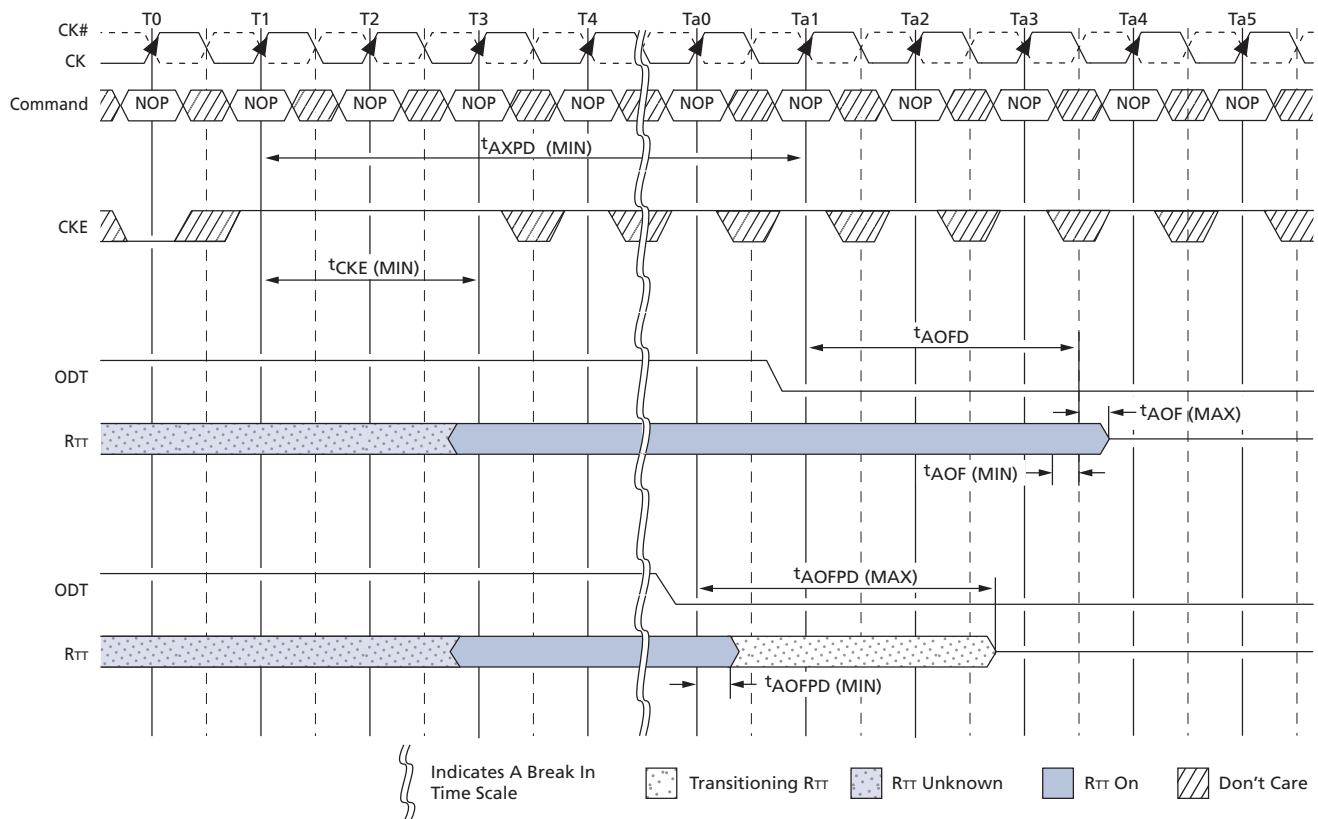 T0 T1 T2 T3 T4 Ta0 Ta1 Ta2 Ta3 Ta4 Ta5
CK#
CK
Command NOP NOP NOP NOP NOP NOP NOP NOP NOP NOP NOP
tAXPD (MIN)
CKE
tCKE (MIN)
tAOFD
ODT
tAOF (MAX)
RTT
tAOF (MIN)
tAOFPD (MAX)
ODT
RTT
tAOFPD (MIN)
Indicates A Break In
Time Scale
Transitioning RTT
RTT Unknown
RTT On
Don't Care